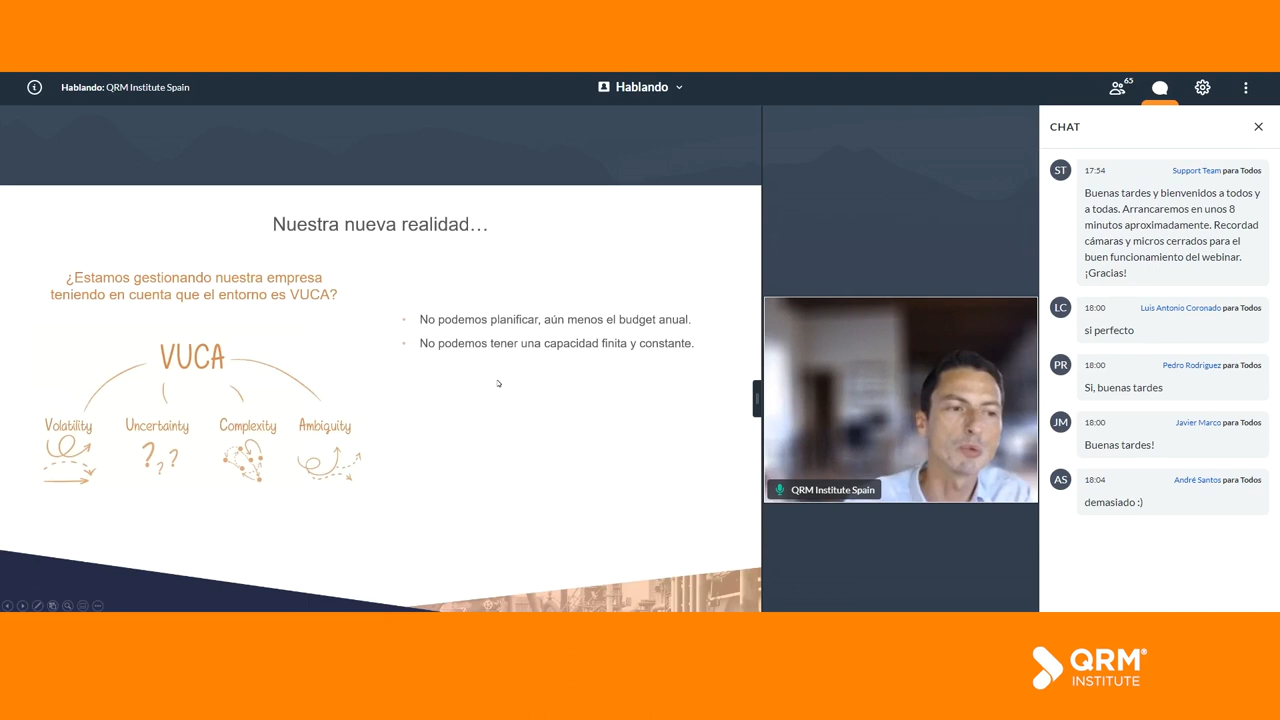 Hablando: QRM Institute Spain
Hablando
65
Nuestra nueva realidad…
¿Estamos gestionando nuestra empresa
teniendo en cuenta que el entorno es VUCA?
VUCA
Volatility
Uncertainty
Complexity
Ambiguity
? ? ?
• No podemos planificar, aún menos el budget anual.
• No podemos tener una capacidad finita y constante.
QRM Institute Spain
CHAT
ST
17:54
Support Team para Todos
Buenas tardes y bienvenidos a todos y
a todas. Arrancaremos en unos 8
minutos aproximadamente. Recordad
cámaras y micros cerrados para el
buen funcionamiento del webinar.
¡Gracias!
LC
18:00
Luis Antonio Coronado para Todos
si perfecto
PR
18:00
Pedro Rodriguez para Todos
Si, buenas tardes
JM
18:00
Javier Marco para Todos
Buenas tardes!
AS
18:04
André Santos para Todos
demasiado :)
QRM®
INSTITUTE